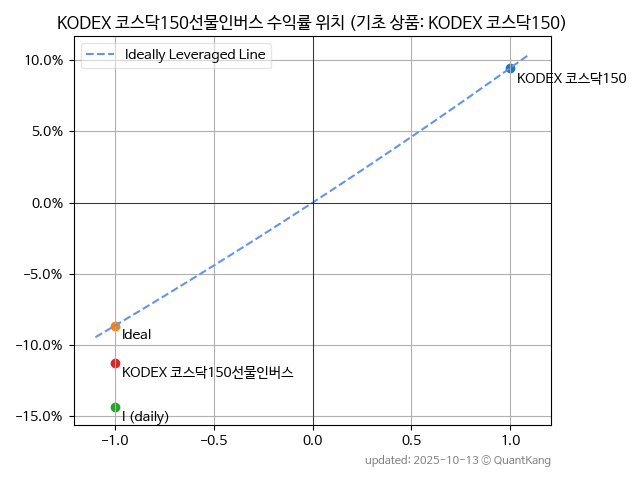 KODEX 코스닥150선물인버스 수익률 위치 (기초 상품: KODEX 코스닥150)
Ideally Leveraged Line
10.0%
KODEX 코스닥150
5.0%
0.0%
−5.0%
Ideal
−10.0%
KODEX 코스닥150선물인버스
−15.0%
I (daily)
−1.0 −0.5 0.0 0.5 1.0
updated: 2025-10-13 © QuantKang